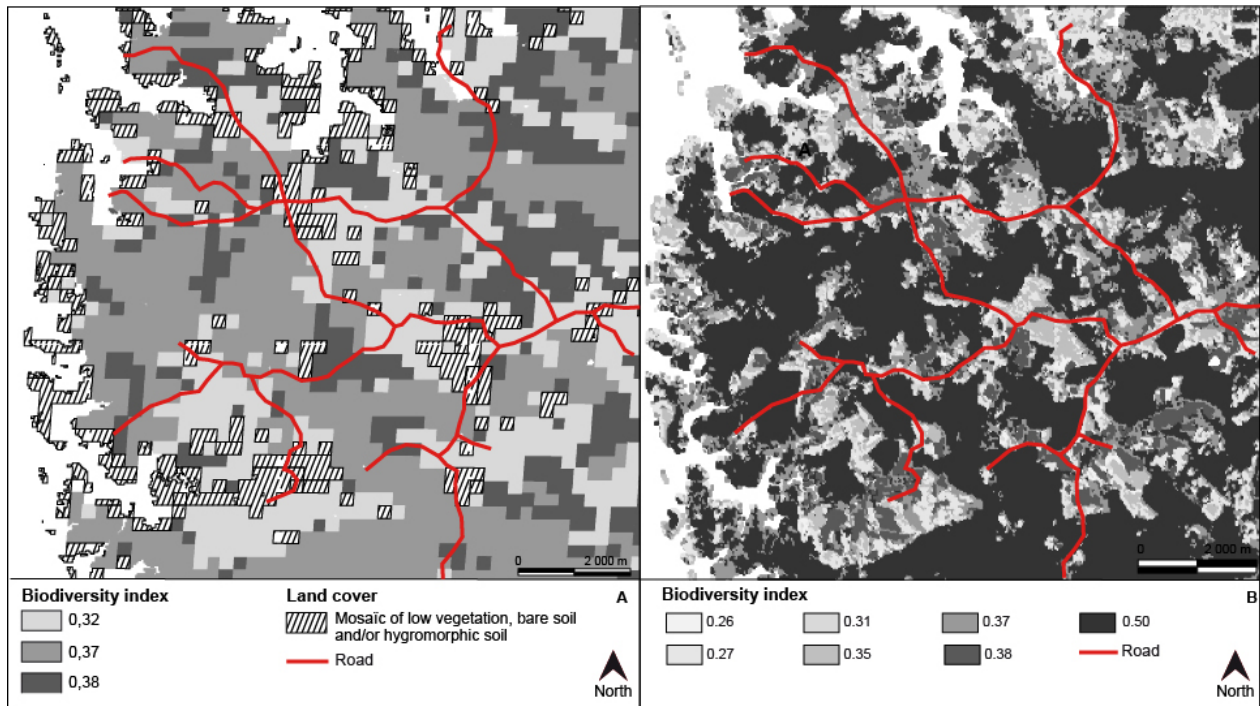 A
0
2 000 m
0
2 000 m
Biodiversity index
0,32
0,37
0,38
Land cover
Mosaïc of low vegetation, bare soil
and/or hygromorphic soil
Road
A
North
Biodiversity index
B
0.26
0.31
0.37
0.50
0.27
0.35
0.38
Road
North